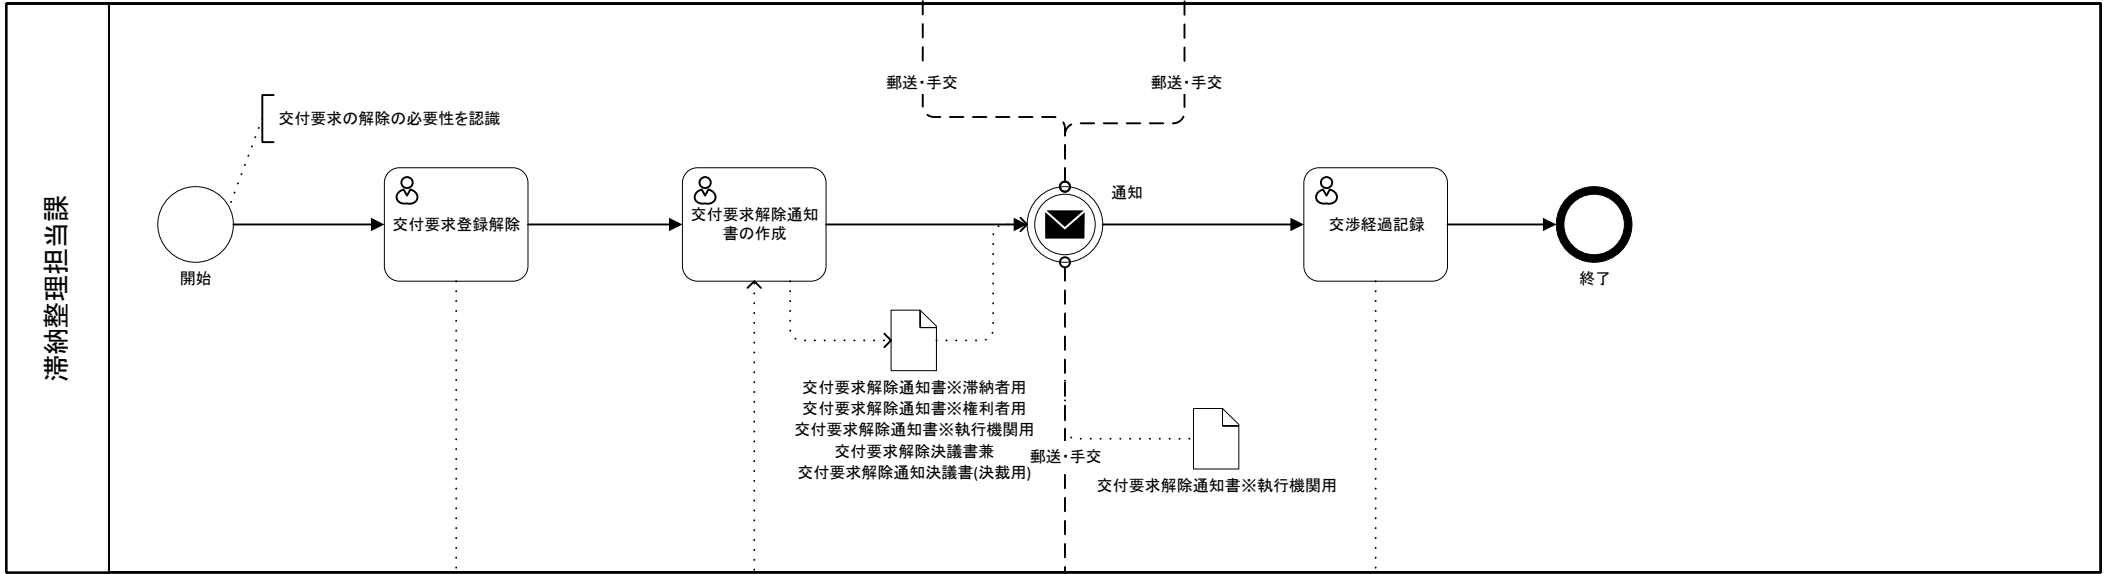 滞納整理担当課
郵送・手交
郵送・手交
交付要求の解除の必要性を認識
開始
交付要求登録解除
交付要求解除通知
書の作成
通知
交渉経過記録
終了
交付要求解除通知書※滞納者用
交付要求解除通知書※権利者用
交付要求解除通知書※執行機関用
交付要求解除決議書兼
交付要求解除通知決議書(決裁用)
郵送・手交
交付要求解除通知書※執行機関用